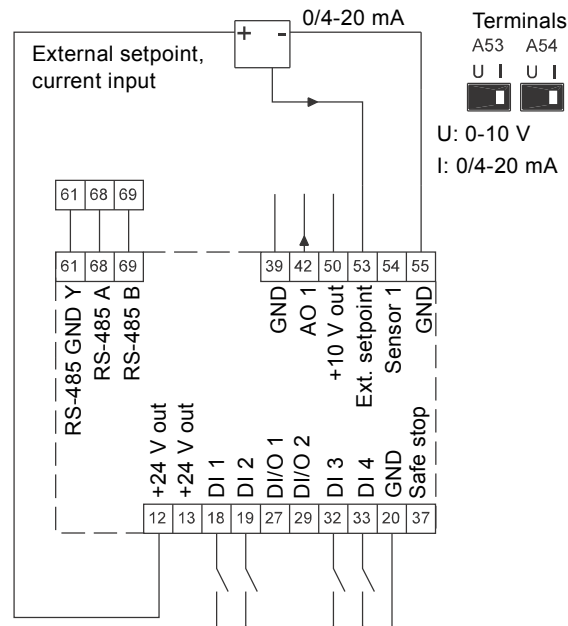 0/4-20 mA
+ -
External setpoint,
current input
Terminals
A53 A54
U I U I
U: 0-10 V
I: 0/4-20 mA
61 68 69
61 68 69
39 42 50 53 54 55
RS-485 GND Y
RS-485 A
RS-485 B
GND
AO 1
+10 V out
Ext. setpoint
Sensor 1
GND
+24 V out
+24 V out
DI 1
DI 2
DI/O 1
DI/O 2
DI 3
DI 4
GND
Safe stop
12 13 18 19 27 29 32 33 20 37